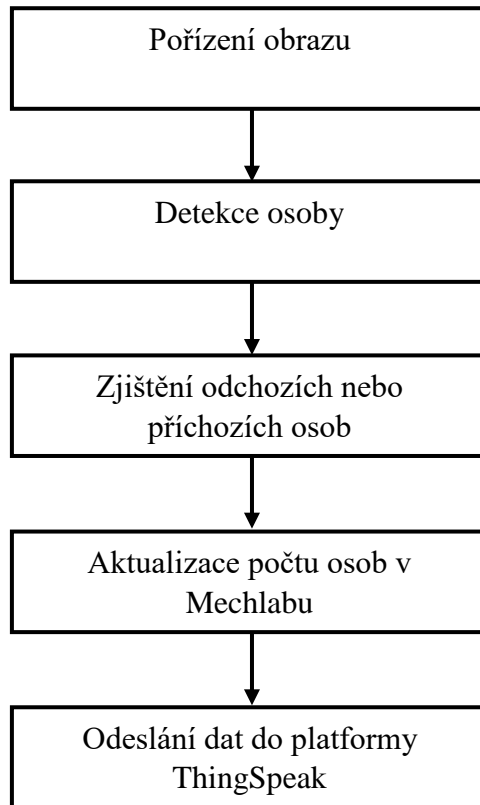 Pořízení obrazu
Detekce osoby
Zjištění odchozích nebo
příchozích osob
Aktualizace počtu osob v
Mechlabu
Odeslání dat do platformy
ThingSpeak